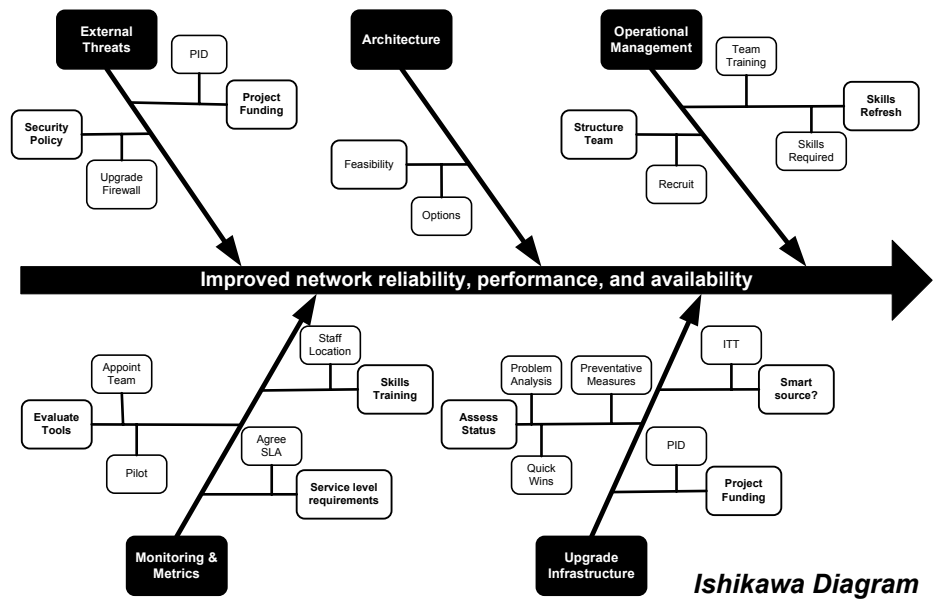 External
Threats
PID
Project
Funding
Security
Policy
Upgrade
Firewall
Architecture
Feasibility
Options
Operational
Management
Team
Training
Skills
Refresh
Structure
Team
Skills
Required
Recruit
Improved network reliability, performance, and availability
Staff
Location
Appoint
Team
Skills
Training
Evaluate
Tools
Agree
SLA
Pilot
Service level
requirements
Monitoring &
Metrics
ITT
Problem
Analysis
Preventative
Measures
Smart
source?
Assess
Status
PID
Quick
Wins
Project
Funding
Upgrade
Infrastructure
Ishikawa Diagram